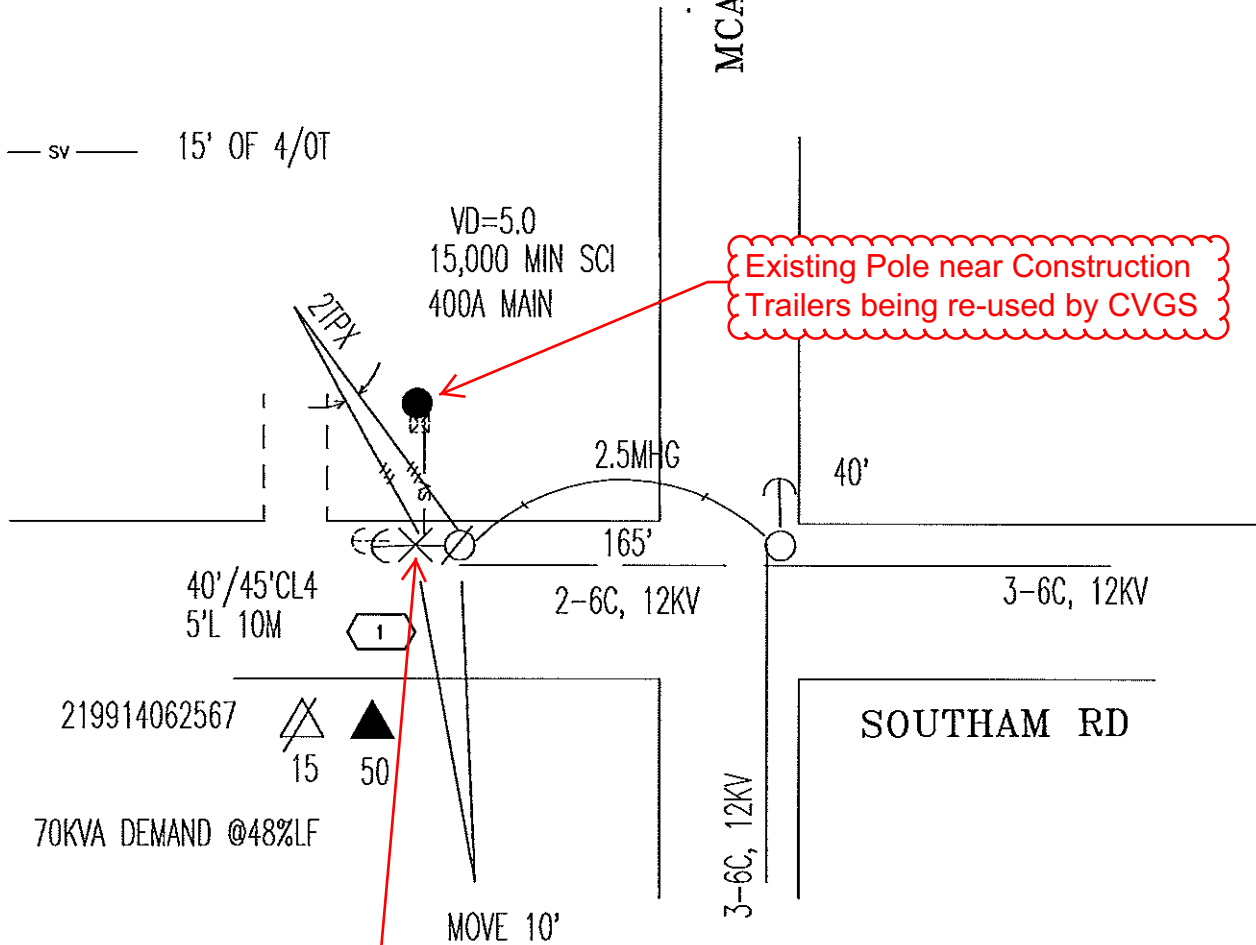 MCA
SV 15' OF 4/0T
VD=5.0
15,000 MIN SCI
400A MAIN
Existing Pole near Construction
Trailers being re-used by CVGS
2TPX
2.5MHG
40'
165'
40'/45'CL4
5'L 10M
2-6C, 12KV
3-6C, 12KV
1
219914062567
15
50
SOUTHAM RD
70KVA DEMAND @48%LF
3-6C, 12KV
MOVE 10'